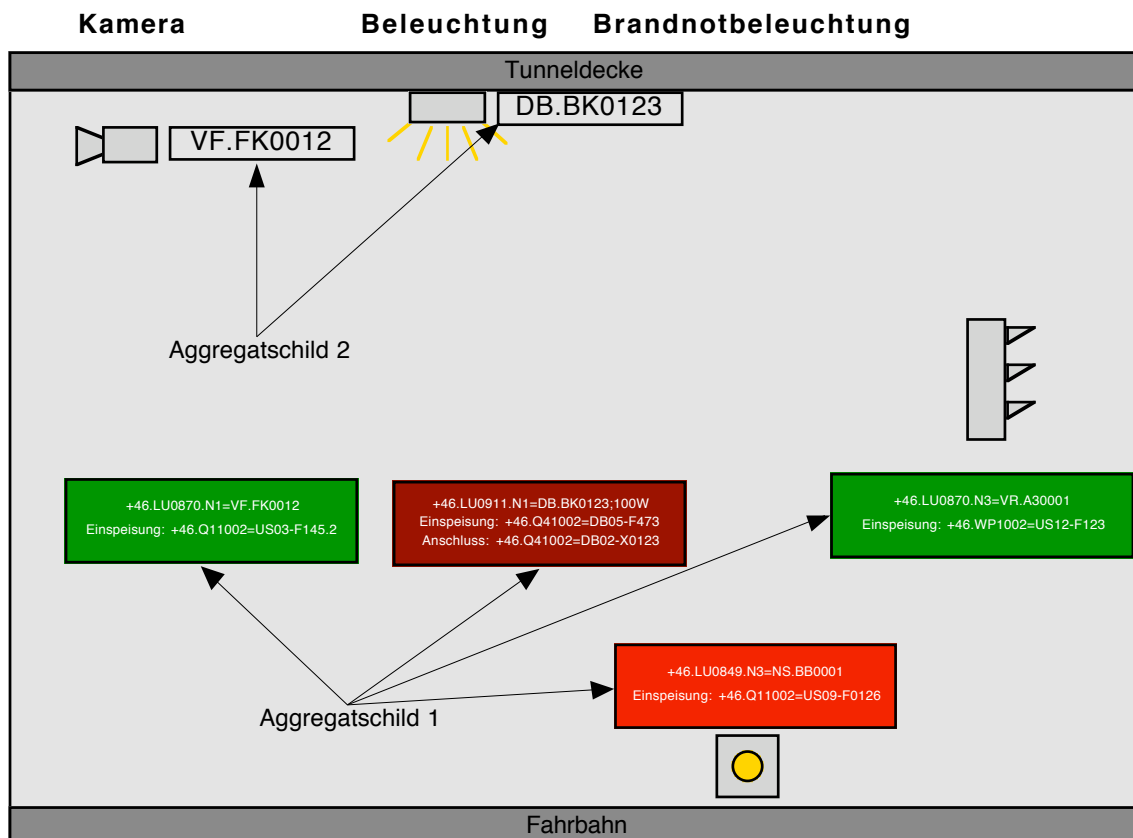 Kamera
Beleuchtung
Brandnotbeleuchtung
Tunneldecke
DB.BK0123
VF.FK0012
Aggregatschild 2
+46.LU0870.N1=VF.FK0012
Einspeisung: +46.Q11002=US03-F145.2
+46.LU0911.N1=DB.BK0123;100W
Einspeisung: +46.Q41002=DB05-F473
Anschluss: +46.Q41002=DB02-X0123
+46.LU0870.N3=VR.A30001
Einspeisung: +46.WP1002=US12-F123
+46.LU0849.N3=NS.BB0001
Einspeisung: +46.Q11002=US09-F0126
Aggregatschild 1
Fahrbahn